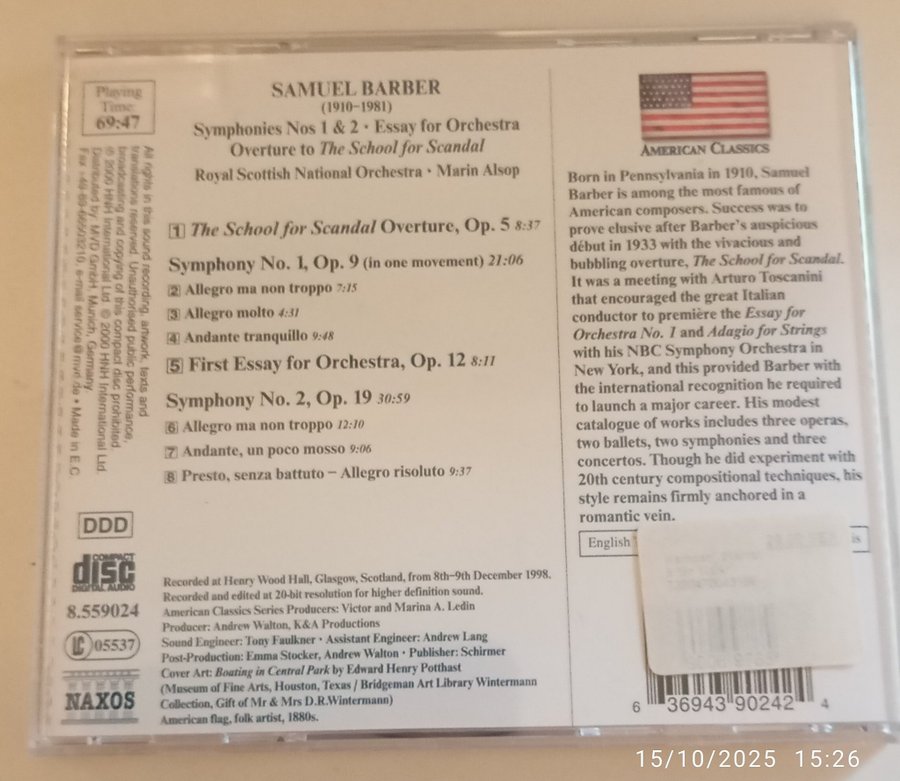 Playing
Time
69:47
SAMUEL BARBER
(1910-1981)
Symphonies Nos 1 & 2 • Essay for Orchestra
Overture to The School for Scandal
Royal Scottish National Orchestra • Marin Alsop
1 The School for Scandal Overture, Op. 5 8:37
Symphony No. 1, Op. 9 (in one movement) 21:06
2 Allegro ma non troppo 7:15
3 Allegro molto 4:31
4 Andante tranquillo 9:48
5 First Essay for Orchestra, Op. 12 8:11
Symphony No. 2, Op. 19 30:59
6 Allegro ma non troppo 12:10
7 Andante, un poco mosso 9:06
8 Presto, senza battuto – Allegro risoluto 9:37
Recorded at Henry Wood Hall, Glasgow, Scotland, from 8th-9th December 1998.
Recorded and edited at 20-bit resolution for higher definition sound.
American Classics Series Producers: Victor and Marina A. Ledin
Producer: Andrew Walton, K&A Productions
Sound Engineer: Tony Faulkner • Assistant Engineer: Andrew Lang
Post-Production: Emma Stocker, Andrew Walton • Publisher: Schirmer
Cover Art: Boating in Central Park by Edward Henry Potthast
(Museum of Fine Arts, Houston, Texas / Bridgeman Art Library Wintermann
Collection, Gift of Mr & Mrs D.R.Wintermann)
American flag, folk artist, 1880s.
AMERICAN CLASSICS
Born in Pennsylvania in 1910, Samuel
Barber is among the most famous of
American composers. Success was to
prove elusive after Barber's auspicious
début in 1933 with the vivacious and
bubbling overture, The School for Scandal.
It was a meeting with Arturo Toscanini
that encouraged the great Italian
conductor to première the Essay for
Orchestra No. 1 and Adagio for Strings
with his NBC Symphony Orchestra in
New York, and this provided Barber with
the international recognition he required
to launch a major career. His modest
catalogue of works includes three operas,
two ballets, two symphonies and three
concertos. Though he did experiment with
20th century compositional techniques, his
style remains firmly anchored in a
romantic vein.
English
is
6 36943 90242 4
All rights in this sound recording, artwork, texts and
translations reserved. Unauthorised public performance,
broadcasting and copying of this compact disc prohibited.
℗ 2000 HNH International Ltd. © 2000 HNH International Ltd.
Distributed by MVD GmbH, Munich, Germany.
e-mail service@mvd.de • Made in E.C.
DDD
COMPACT
disc
DIGITAL AUDIO
8.559024
LC 05537
NAXOS
15/10/2025 15:26